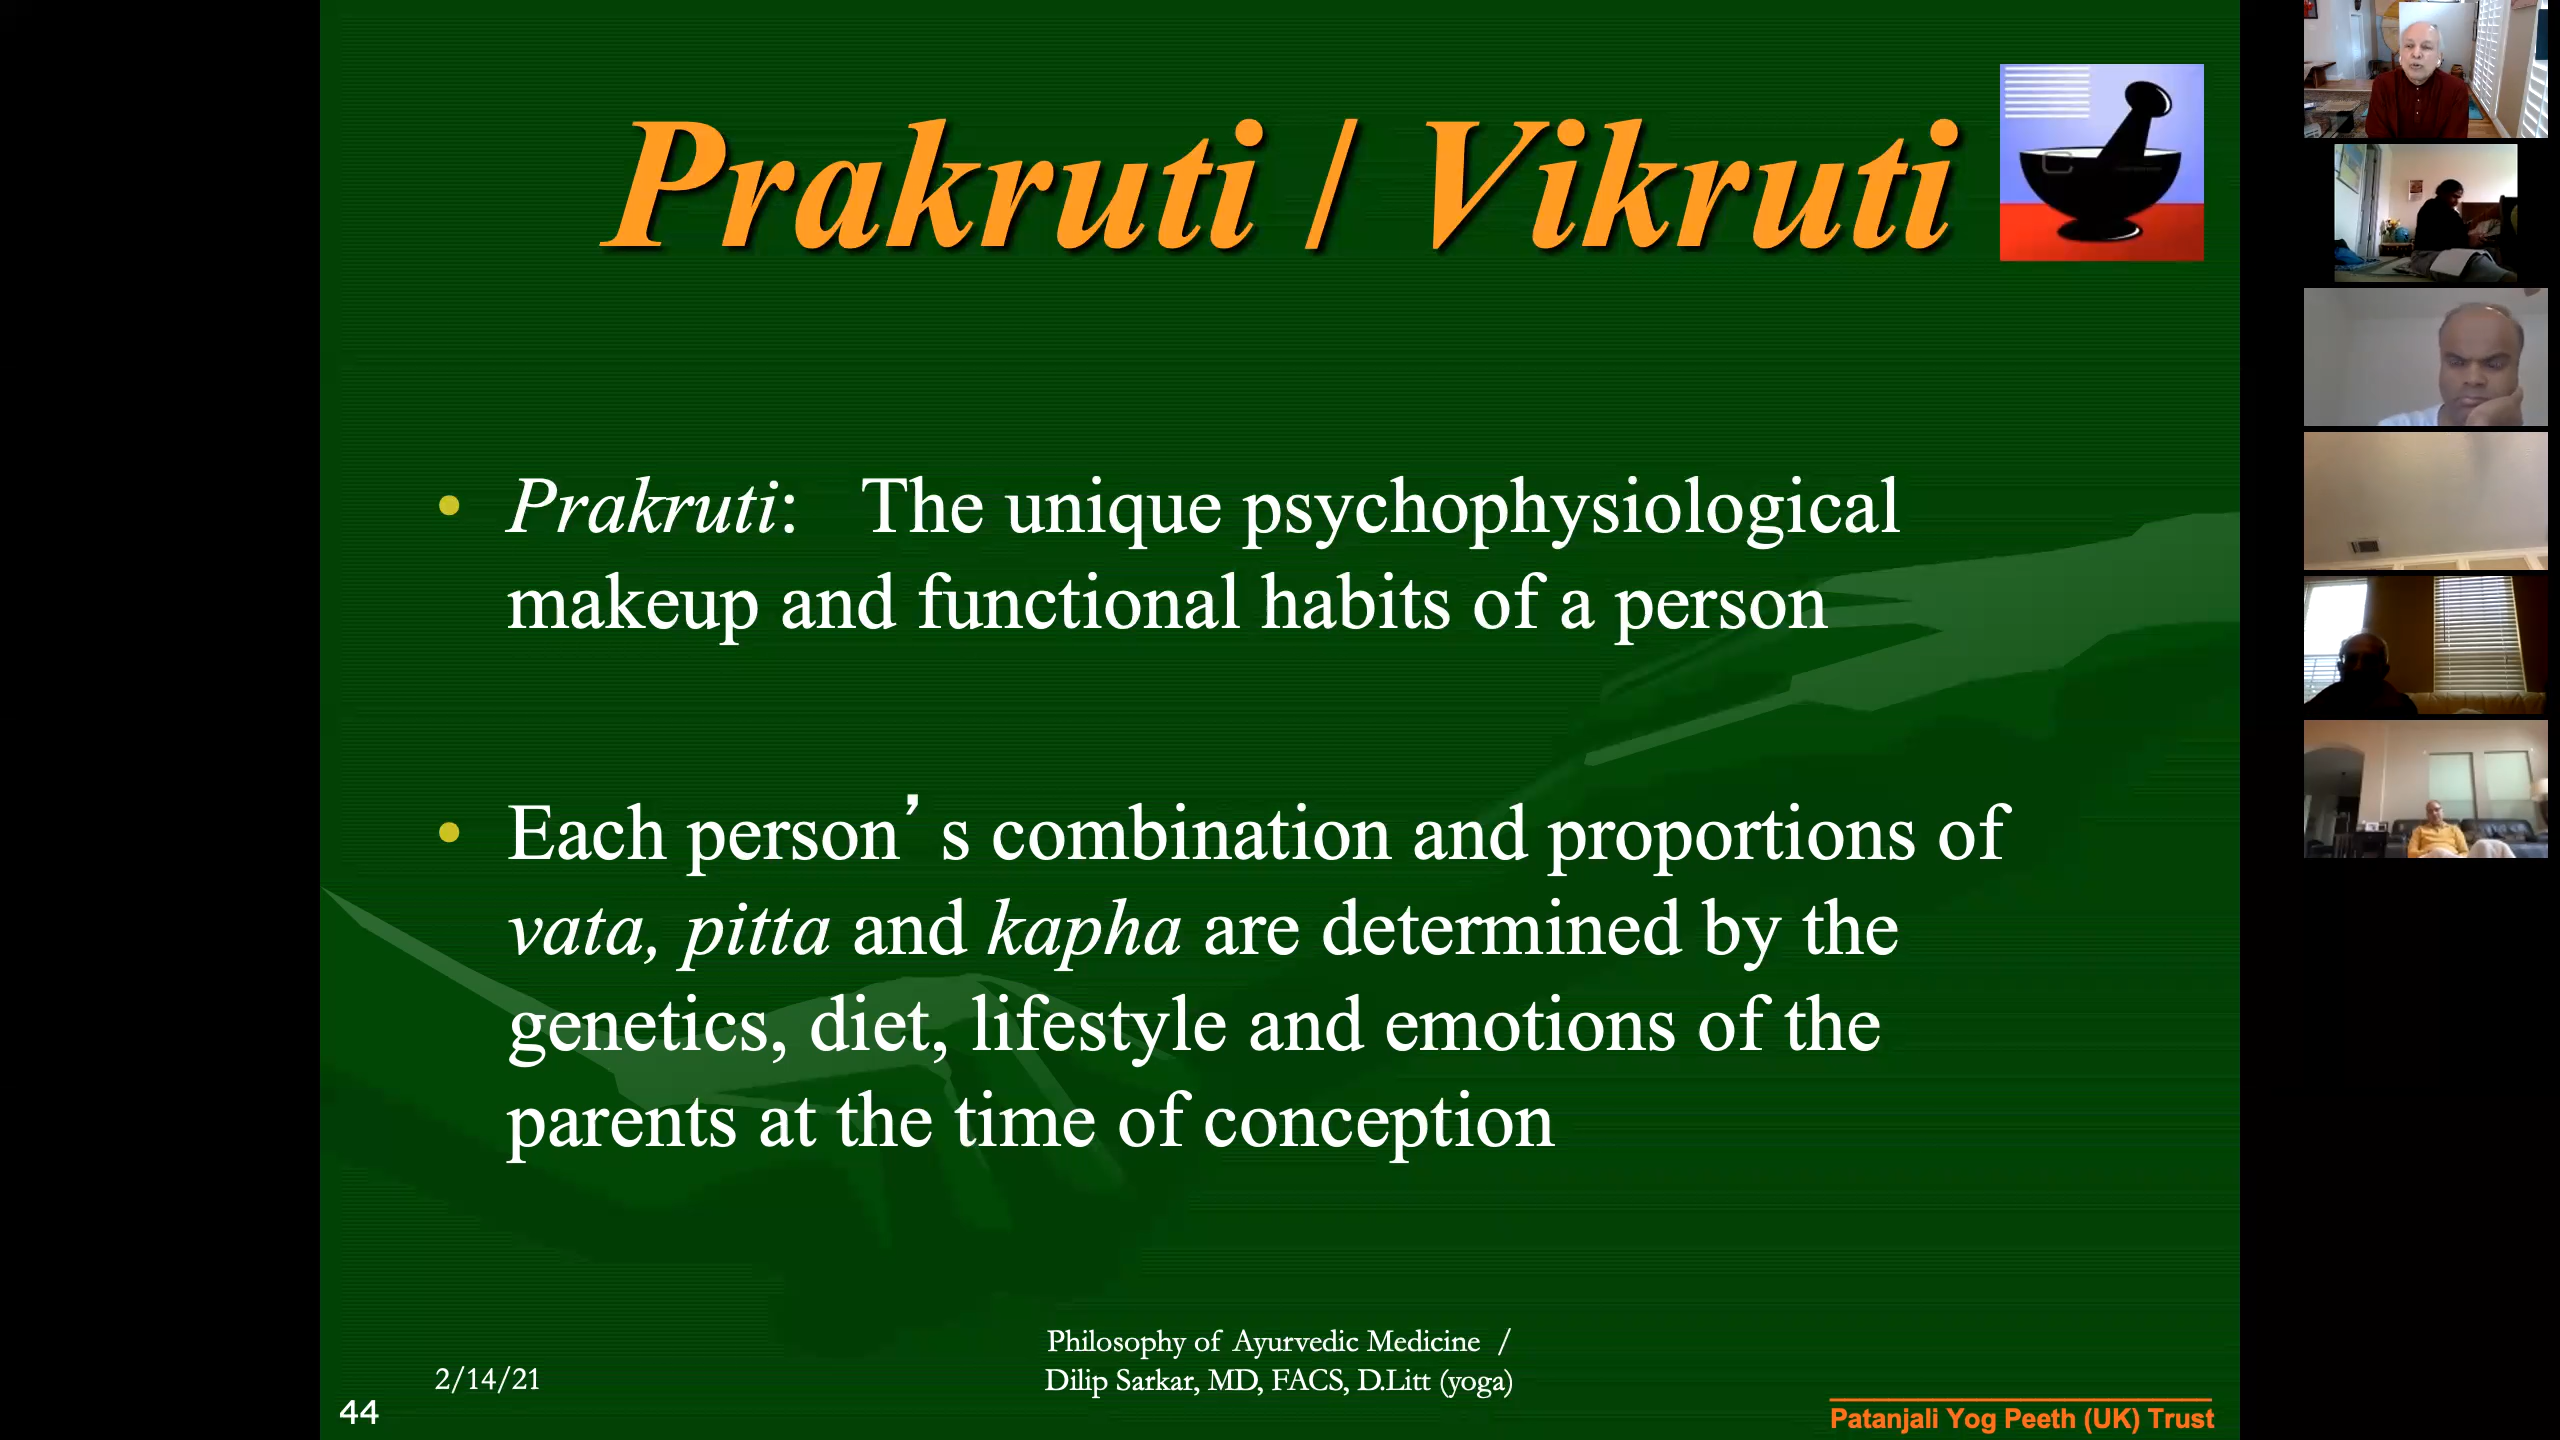 Prakruti / Vikruti
• Prakruti: The unique psychophysiological
makeup and functional habits of a person
• Each person’s combination and proportions of
vata, pitta and kapha are determined by the
genetics, diet, lifestyle and emotions of the
parents at the time of conception
Philosophy of Ayurvedic Medicine /
Dilip Sarkar, MD, FACS, D.Litt (yoga)
2/14/21
44
Patanjali Yog Peeth (UK) Trust